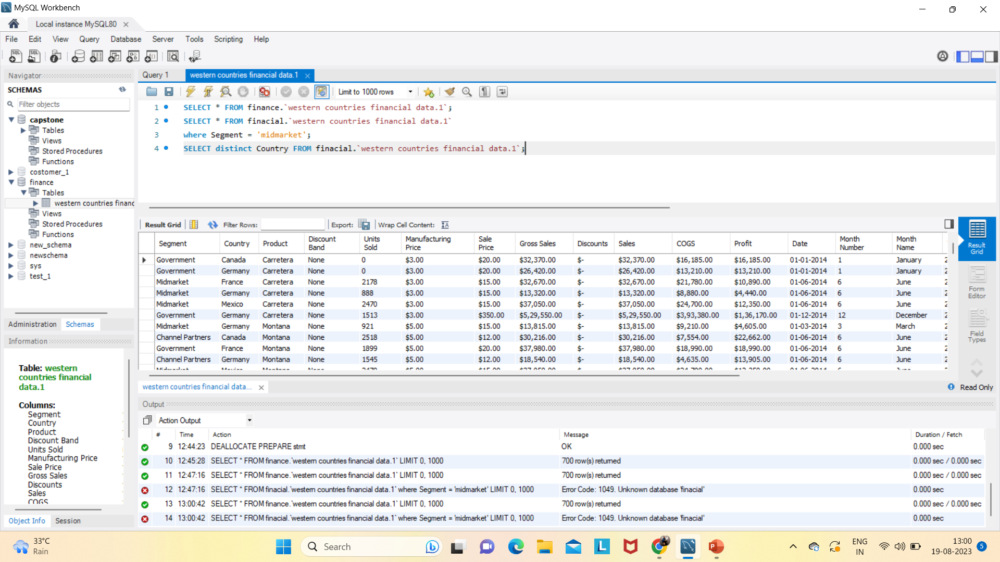 MySQL Workbench
Local instance MySQL80
File Edit View Query Database Server Tools Scripting Help
Navigator
SCHEMAS
Filter objects
capstone
Tables
Views
Stored Procedures
Functions
costomer_1
finance
Tables
western countries financ
Views
Stored Procedures
Functions
new_schema
newschema
sys
test_1
Administration Schemas
Information
Table: western
countries financial
data.1
Columns:
Segment
Country
Product
Discount Band
Units Sold
Manufacturing Price
Sale Price
Gross Sales
Discounts
Sales
COGS
Object Info Session
Query 1 western countries financial data.1
Limit to 1000 rows
1 SELECT * FROM finance.`western countries financial data.1`;
2 SELECT * FROM finacial.`western countries financial data.1`
3 where Segment = 'midmarket';
4 SELECT distinct Country FROM finacial.`western countries financial data.1`;
Result Grid Filter Rows: Export: Wrap Cell Content:
Segment Country Product Discount Band Units Sold Manufacturing Price Sale Price Gross Sales Discounts Sales COGS Profit Date Month Number Month Name
Government Canada Carretera None 0 $3.00 $20.00 $32,370.00 $- $32,370.00 $16,185.00 $16,185.00 01-01-2014 1 January 2
Government Germany Carretera None 0 $3.00 $20.00 $26,420.00 $- $26,420.00 $13,210.00 $13,210.00 01-01-2014 1 January 2
Midmarket France Carretera None 2178 $3.00 $15.00 $32,670.00 $- $32,670.00 $21,780.00 $10,890.00 01-06-2014 6 June 2
Midmarket Germany Carretera None 888 $3.00 $15.00 $13,320.00 $- $13,320.00 $8,880.00 $4,440.00 01-06-2014 6 June 2
Midmarket Mexico Carretera None 2470 $3.00 $15.00 $37,050.00 $- $37,050.00 $24,700.00 $12,350.00 01-06-2014 6 June 2
Government Germany Carretera None 1513 $3.00 $350.00 $5,29,550.00 $- $5,29,550.00 $3,93,380.00 $1,36,170.00 01-12-2014 12 December 2
Midmarket Germany Montana None 921 $5.00 $15.00 $13,815.00 $- $13,815.00 $9,210.00 $4,605.00 01-03-2014 3 March 2
Channel Partners Canada Montana None 2518 $5.00 $12.00 $30,216.00 $- $30,216.00 $7,554.00 $22,662.00 01-06-2014 6 June 2
Government France Montana None 1899 $5.00 $20.00 $37,980.00 $- $37,980.00 $18,990.00 $18,990.00 01-06-2014 6 June 2
Channel Partners Germany Montana None 1545 $5.00 $12.00 $18,540.00 $- $18,540.00 $4,635.00 $13,905.00 01-06-2014 6 June 2
Result Grid
Form Editor
Field Types
western countries financial data... Read Only
Output
Action Output
# Time Action Message Duration / Fetch
9 12:44:23 DEALLOCATE PREPARE stmt OK 0.000 sec
10 12:45:28 SELECT * FROM finance.`western countries financial data.1` LIMIT 0, 1000 700 row(s) returned 0.000 sec / 0.000 sec
11 12:47:16 SELECT * FROM finance.`western countries financial data.1` LIMIT 0, 1000 700 row(s) returned 0.000 sec / 0.000 sec
12 12:47:16 SELECT * FROM finacial.`western countries financial data.1` where Segment = 'midmarket' LIMIT 0, 1000 Error Code: 1049. Unknown database 'finacial' 0.000 sec
13 13:00:42 SELECT * FROM finance.`western countries financial data.1` LIMIT 0, 1000 700 row(s) returned 0.000 sec / 0.000 sec
14 13:00:42 SELECT * FROM finacial.`western countries financial data.1` where Segment = 'midmarket' LIMIT 0, 1000 Error Code: 1049. Unknown database 'finacial' 0.000 sec
33°C
Rain
Search
ENG
IN
13:00
19-08-2023
5